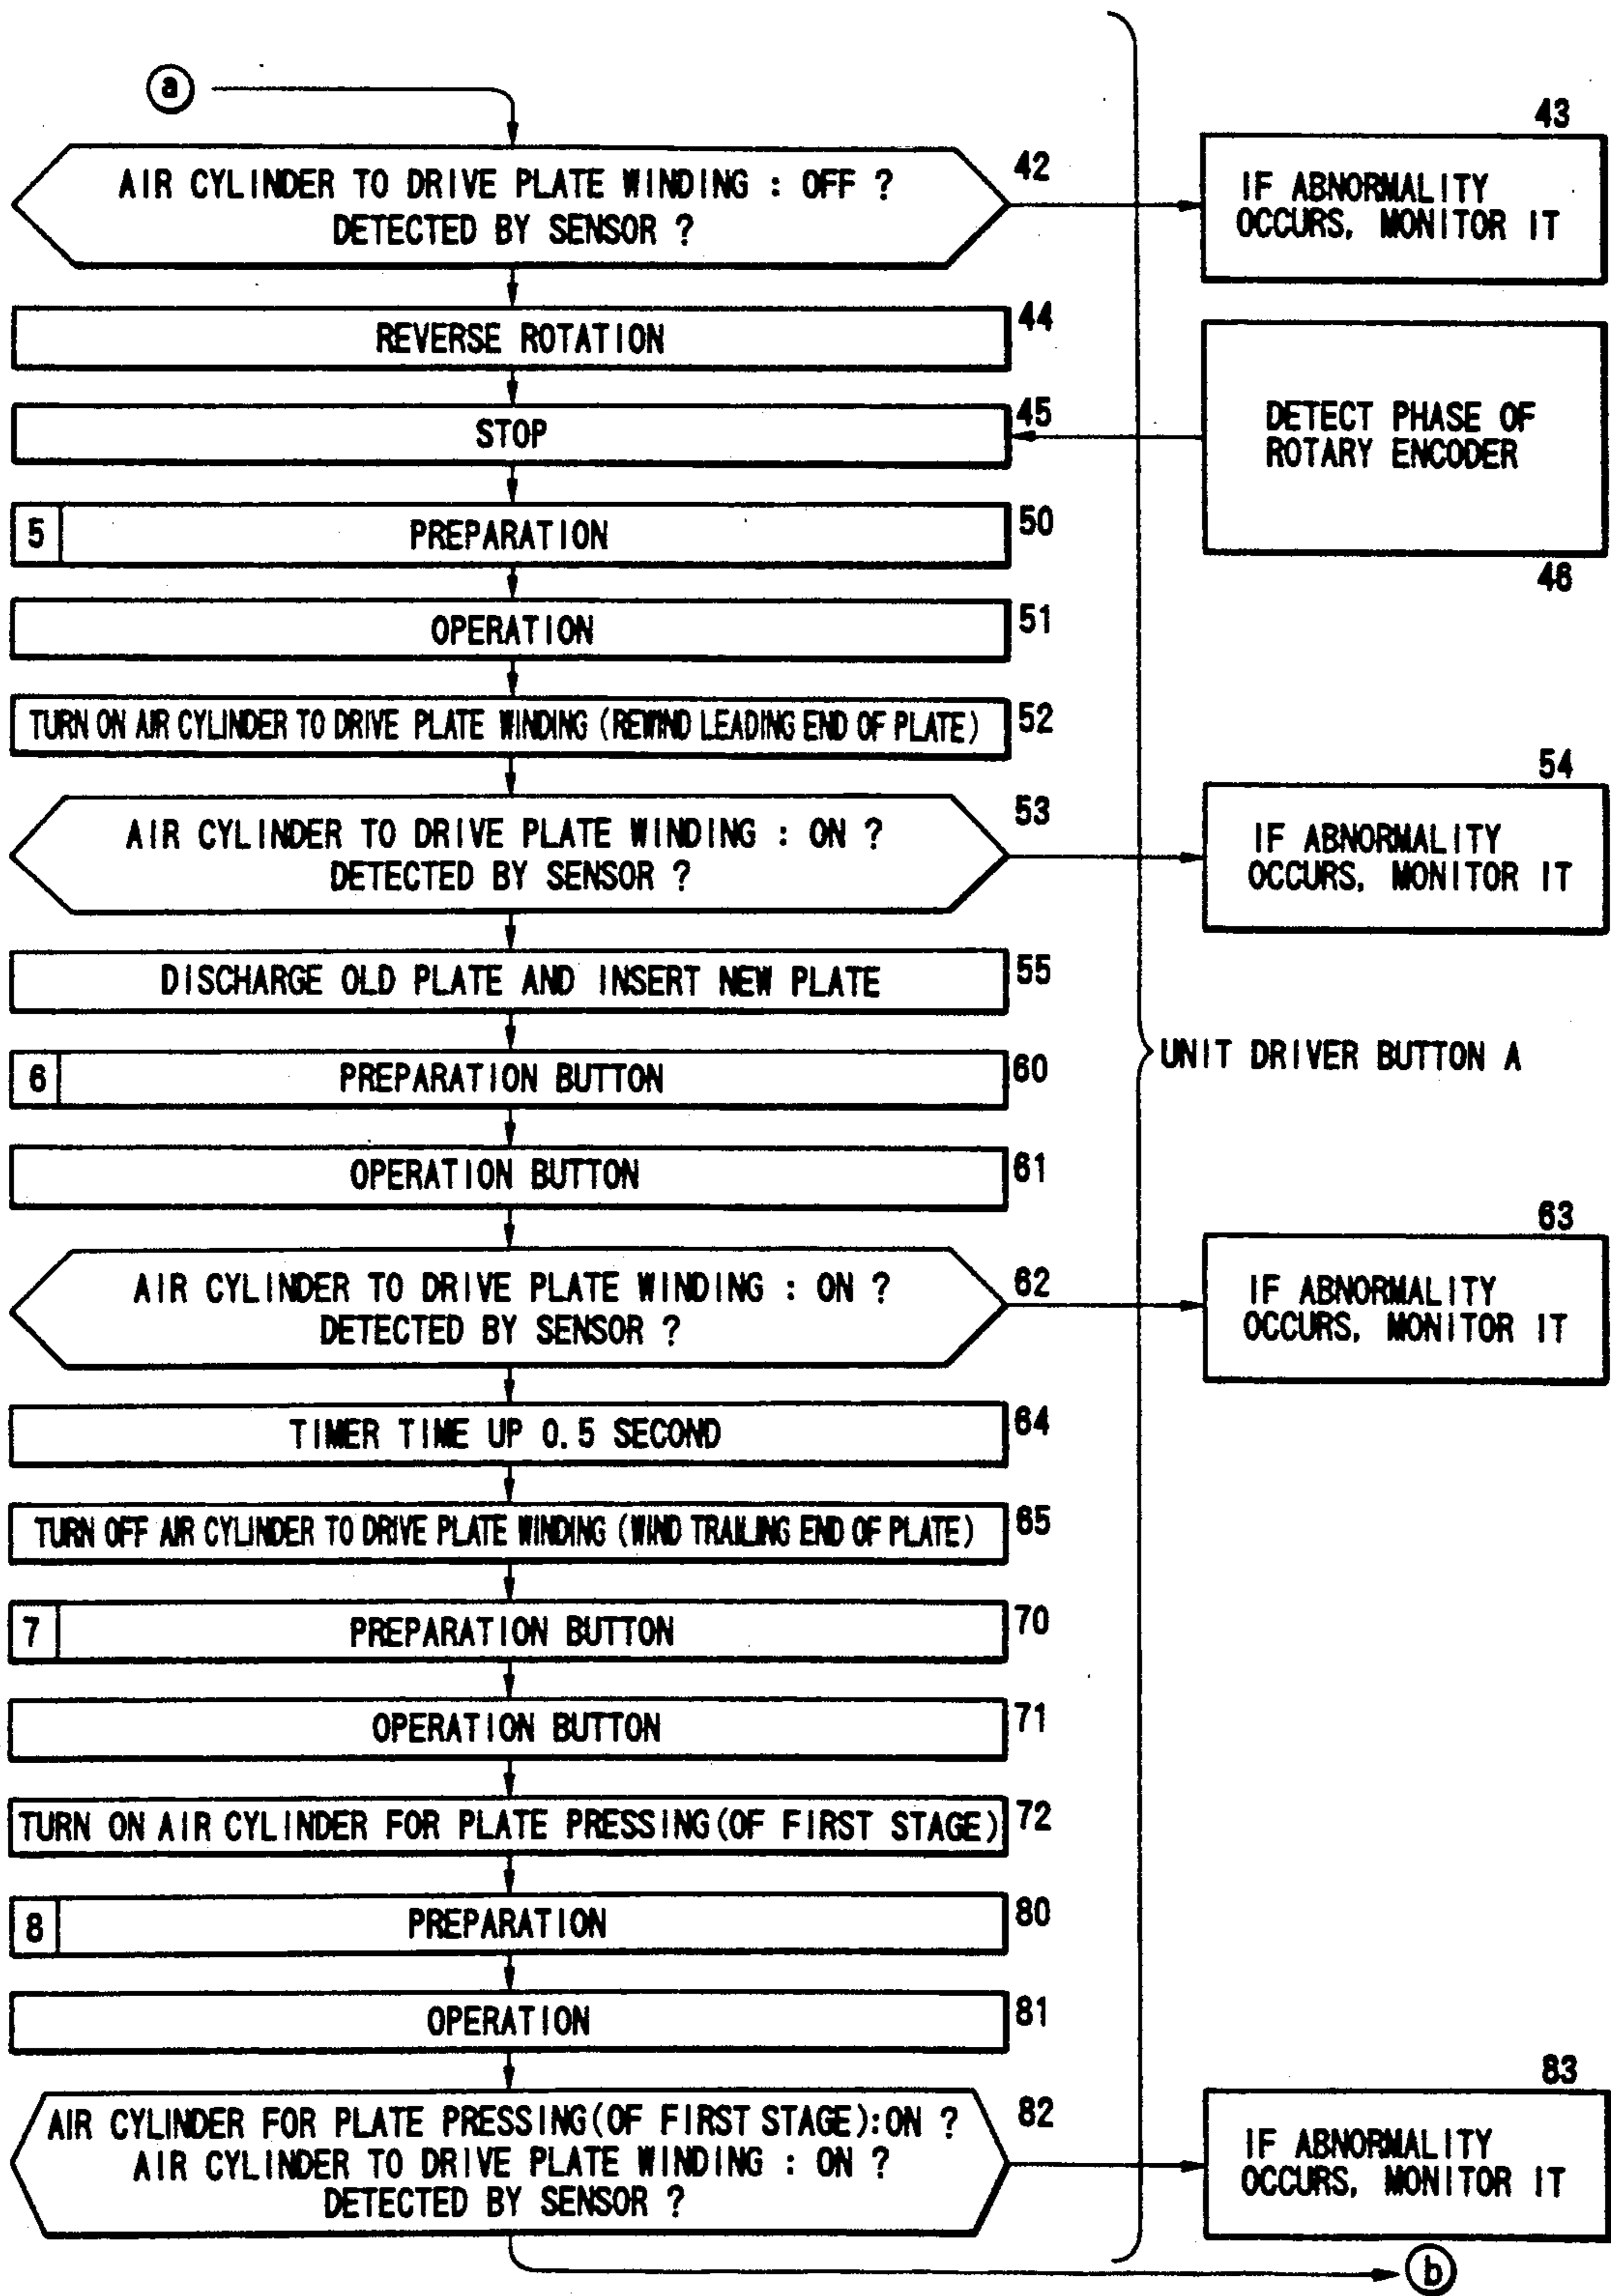 a
AIR CYLINDER TO DRIVE PLATE WINDING : OFF ?
DETECTED BY SENSOR ?
42
43
IF ABNORMALITY
OCCURS, MONITOR IT
REVERSE ROTATION
44
STOP
45
DETECT PHASE OF
ROTARY ENCODER
46
5
PREPARATION
50
OPERATION
51
TURN ON AIR CYLINDER TO DRIVE PLATE WINDING (REWIND LEADING END OF PLATE)
52
AIR CYLINDER TO DRIVE PLATE WINDING : ON ?
DETECTED BY SENSOR ?
53
54
IF ABNORMALITY
OCCURS, MONITOR IT
DISCHARGE OLD PLATE AND INSERT NEW PLATE
55
UNIT DRIVER BUTTON A
6
PREPARATION BUTTON
60
OPERATION BUTTON
61
AIR CYLINDER TO DRIVE PLATE WINDING : ON ?
DETECTED BY SENSOR ?
62
63
IF ABNORMALITY
OCCURS, MONITOR IT
TIMER TIME UP 0.5 SECOND
64
TURN OFF AIR CYLINDER TO DRIVE PLATE WINDING (WIND TRAILING END OF PLATE)
65
7
PREPARATION BUTTON
70
OPERATION BUTTON
71
TURN ON AIR CYLINDER FOR PLATE PRESSING(OF FIRST STAGE)
72
8
PREPARATION
80
OPERATION
81
AIR CYLINDER FOR PLATE PRESSING(OF FIRST STAGE):ON ?
AIR CYLINDER TO DRIVE PLATE WINDING : ON ?
DETECTED BY SENSOR ?
82
83
IF ABNORMALITY
OCCURS, MONITOR IT
b